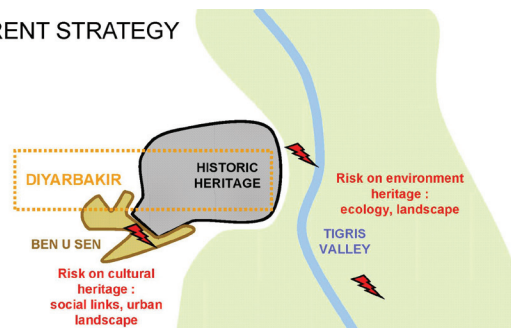 RENT STRATEGY
DIYARBAKIR
HISTORIC
HERITAGE
Risk on environment
heritage :
ecology, landscape
BEN U SEN
TIGRIS
VALLEY
Risk on cultural
heritage :
social links, urban
landscape